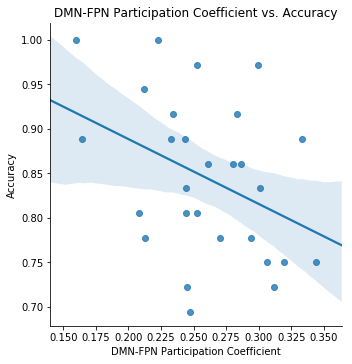 DMN-FPN Participation Coefficient vs. Accuracy
1.00
0.95
0.90
0.85
0.80
0.75
0.70
Accuracy
0.150 0.175 0.200 0.225 0.250 0.275 0.300 0.325 0.350
DMN-FPN Participation Coefficient